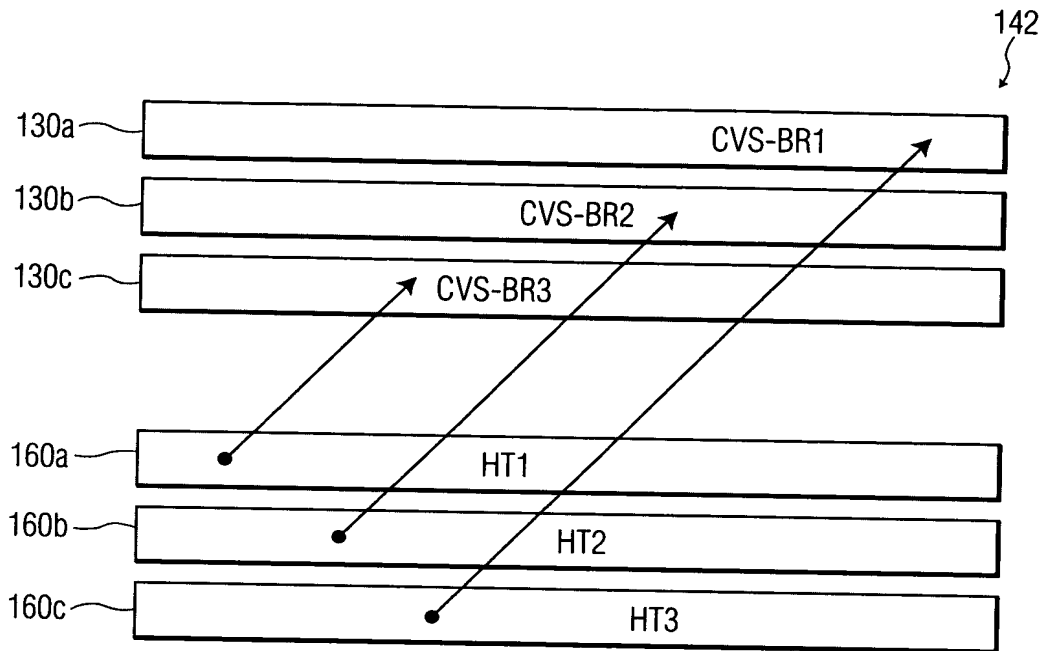 142
130a CVS-BR1
130b CVS-BR2
130c CVS-BR3
160a HT1
160b HT2
160c HT3